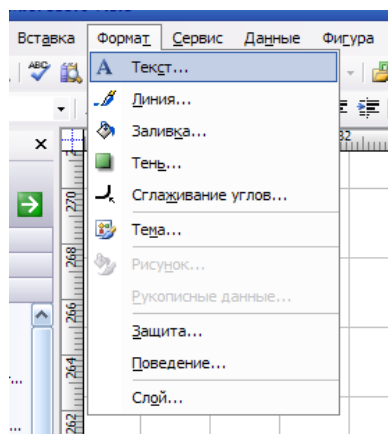 Вставка Формат Сервис Данные Фигура
Текст...
Линия...
Заливка...
Тень...
Сглаживание углов...
Тема...
Рисунок...
Рукописные данные...
Защита...
Поведение...
Слой...
270
268
266
264
262